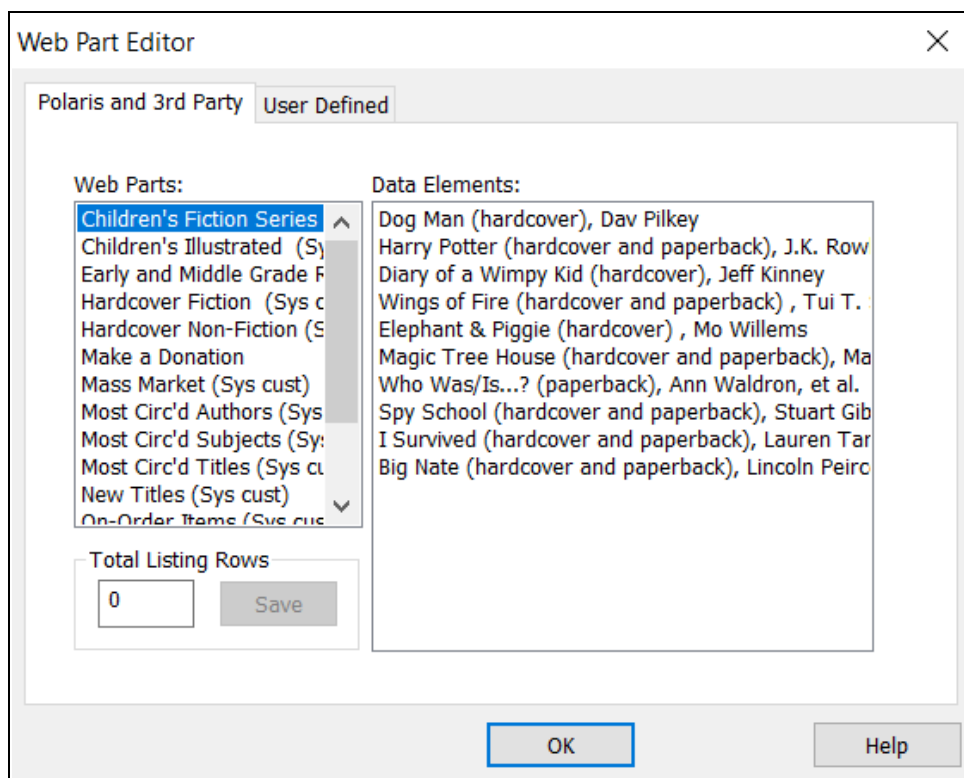 Web Part Editor
Polaris and 3rd Party
User Defined
Web Parts:
Children's Fiction Series
Children's Illustrated (Sy
Early and Middle Grade R
Hardcover Fiction (Sys c
Hardcover Non-Fiction (S
Make a Donation
Mass Market (Sys cust)
Most Circ'd Authors (Sys
Most Circ'd Subjects (Sys
Most Circ'd Titles (Sys cu
New Titles (Sys cust)
On-Order Items (Sys cus
Total Listing Rows
0
Save
Data Elements:
Dog Man (hardcover), Dav Pilkey
Harry Potter (hardcover and paperback), J.K. Row
Diary of a Wimpy Kid (hardcover), Jeff Kinney
Wings of Fire (hardcover and paperback) , Tui T.
Elephant & Piggie (hardcover) , Mo Willems
Magic Tree House (hardcover and paperback), Ma
Who Was/Is...? (paperback), Ann Waldron, et al.
Spy School (hardcover and paperback), Stuart Gib
I Survived (hardcover and paperback), Lauren Tar
Big Nate (hardcover and paperback), Lincoln Peirc
OK
Help